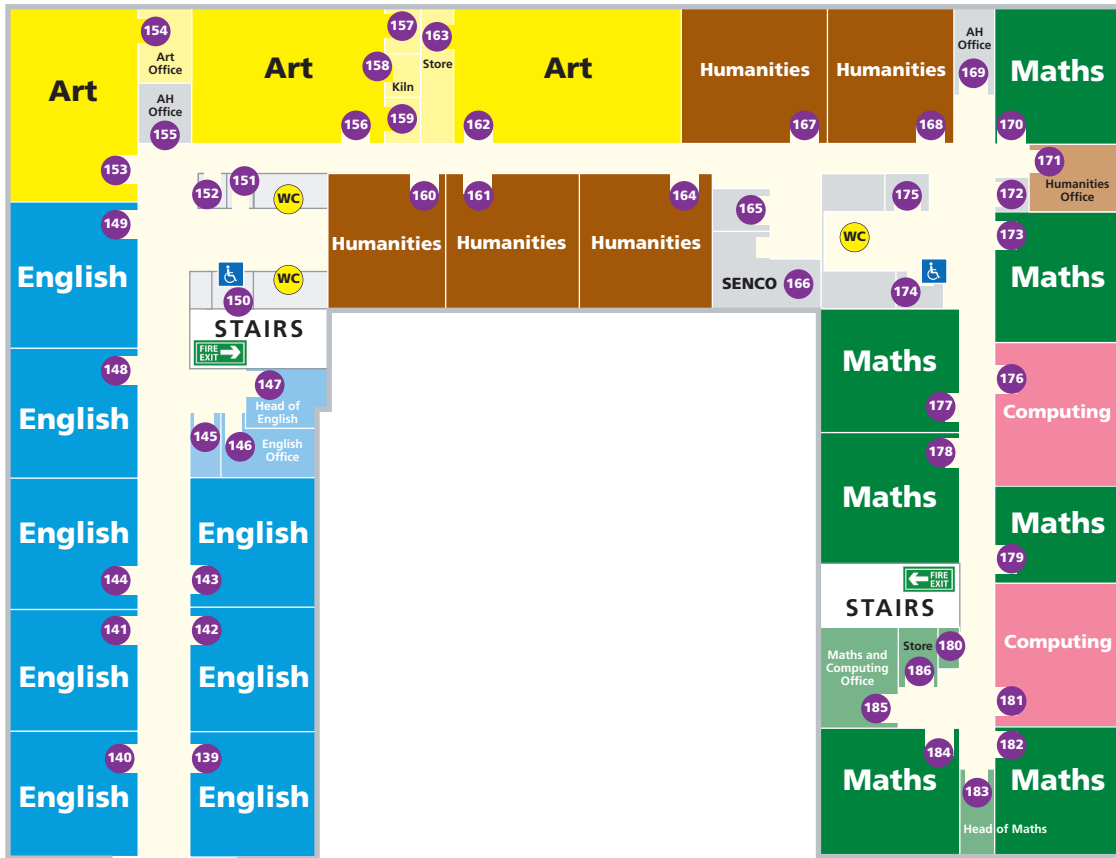 154
Art
Office
AH
Office
155
Art
153
Art
157
158
Kiln
159
156
163
Store
Art
162
Humanities
167
Humanities
168
AH
Office
169
Maths
170
171
Humanities
Office
172
173
Maths
152
151
WC
WC
150
STAIRS
FIRE
EXIT
160
Humanities
161
Humanities
164
Humanities
165
SENCO
166
175
WC
174
149
English
148
English
147
Head of
English
145
146
English
Office
English
144
English
143
141
English
142
English
140
English
139
English
Maths
177
178
Maths
176
Computing
Maths
179
FIRE
EXIT
STAIRS
Maths and
Computing
Office
185
Store
186
180
Computing
181
182
Maths
184
Maths
183
Head of Maths